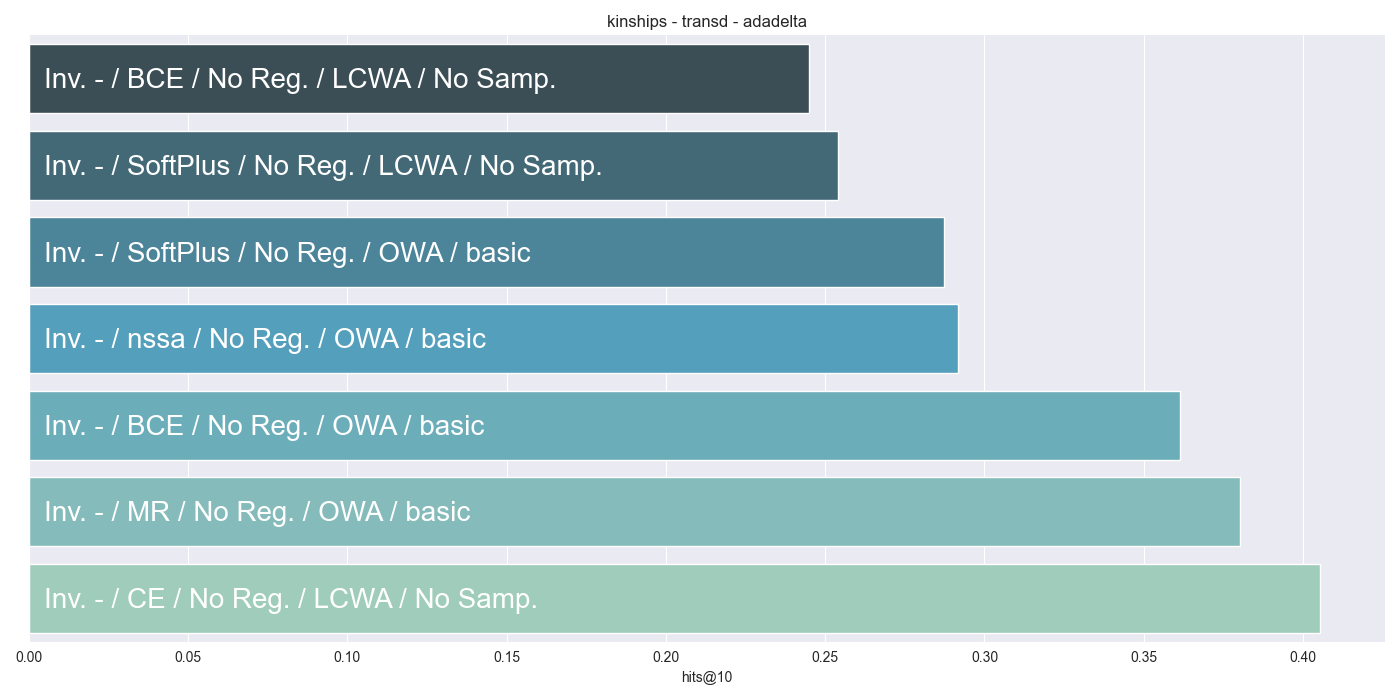 kinships - transd - adadelta
Inv. - / BCE / No Reg. / LCWA / No Samp.
Inv. - / SoftPlus / No Reg. / LCWA / No Samp.
Inv. - / SoftPlus / No Reg. / OWA / basic
Inv. - / nssa / No Reg. / OWA / basic
Inv. - / BCE / No Reg. / OWA / basic
Inv. - / MR / No Reg. / OWA / basic
Inv. - / CE / No Reg. / LCWA / No Samp.
0.00 0.05 0.10 0.15 0.20 0.25 0.30 0.35 0.40
hits@10